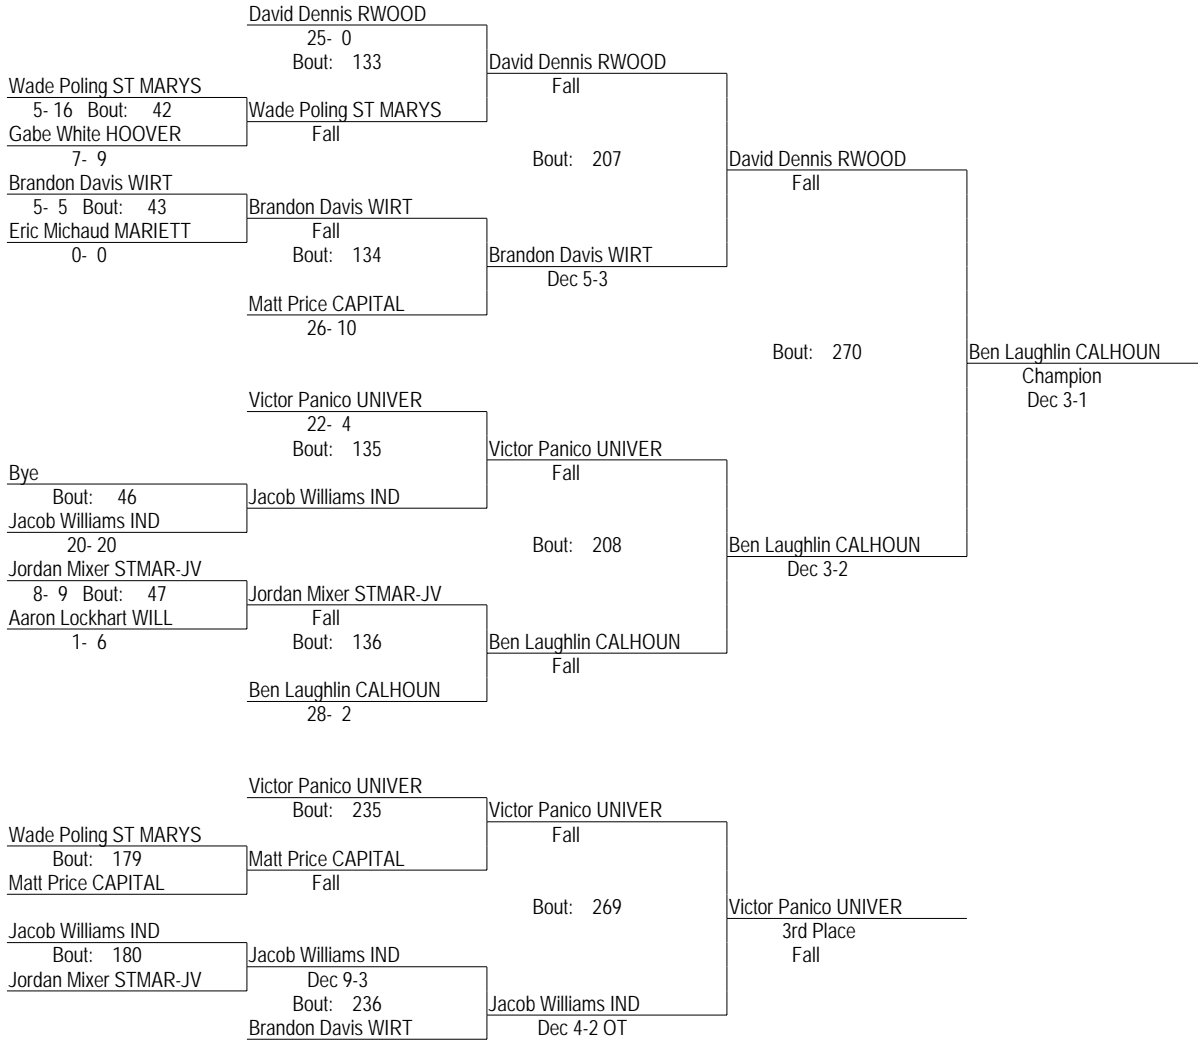 David Dennis RWOOD
25- 0
Bout: 133
David Dennis RWOOD
Fall
Wade Poling ST MARYS
5- 16 Bout: 42
Wade Poling ST MARYS
Fall
Gabe White HOOVER
7- 9
Bout: 207
David Dennis RWOOD
Fall
Brandon Davis WIRT
5- 5 Bout: 43
Brandon Davis WIRT
Fall
Eric Michaud MARIETT
0- 0
Bout: 134
Brandon Davis WIRT
Dec 5-3
Matt Price CAPITAL
26- 10
Bout: 270
Ben Laughlin CALHOUN
Champion
Dec 3-1
Victor Panico UNIVER
22- 4
Bout: 135
Victor Panico UNIVER
Fall
Bye
Bout: 46
Jacob Williams IND
Jacob Williams IND
20- 20
Bout: 208
Ben Laughlin CALHOUN
Dec 3-2
Jordan Mixer STMAR-JV
8- 9 Bout: 47
Jordan Mixer STMAR-JV
Fall
Aaron Lockhart WILL
1- 6
Bout: 136
Ben Laughlin CALHOUN
Fall
Ben Laughlin CALHOUN
28- 2
Victor Panico UNIVER
Bout: 235
Victor Panico UNIVER
Fall
Wade Poling ST MARYS
Bout: 179
Matt Price CAPITAL
Fall
Matt Price CAPITAL
Bout: 269
Victor Panico UNIVER
3rd Place
Fall
Jacob Williams IND
Bout: 180
Jacob Williams IND
Dec 9-3
Jordan Mixer STMAR-JV
Bout: 236
Jacob Williams IND
Dec 4-2 OT
Brandon Davis WIRT